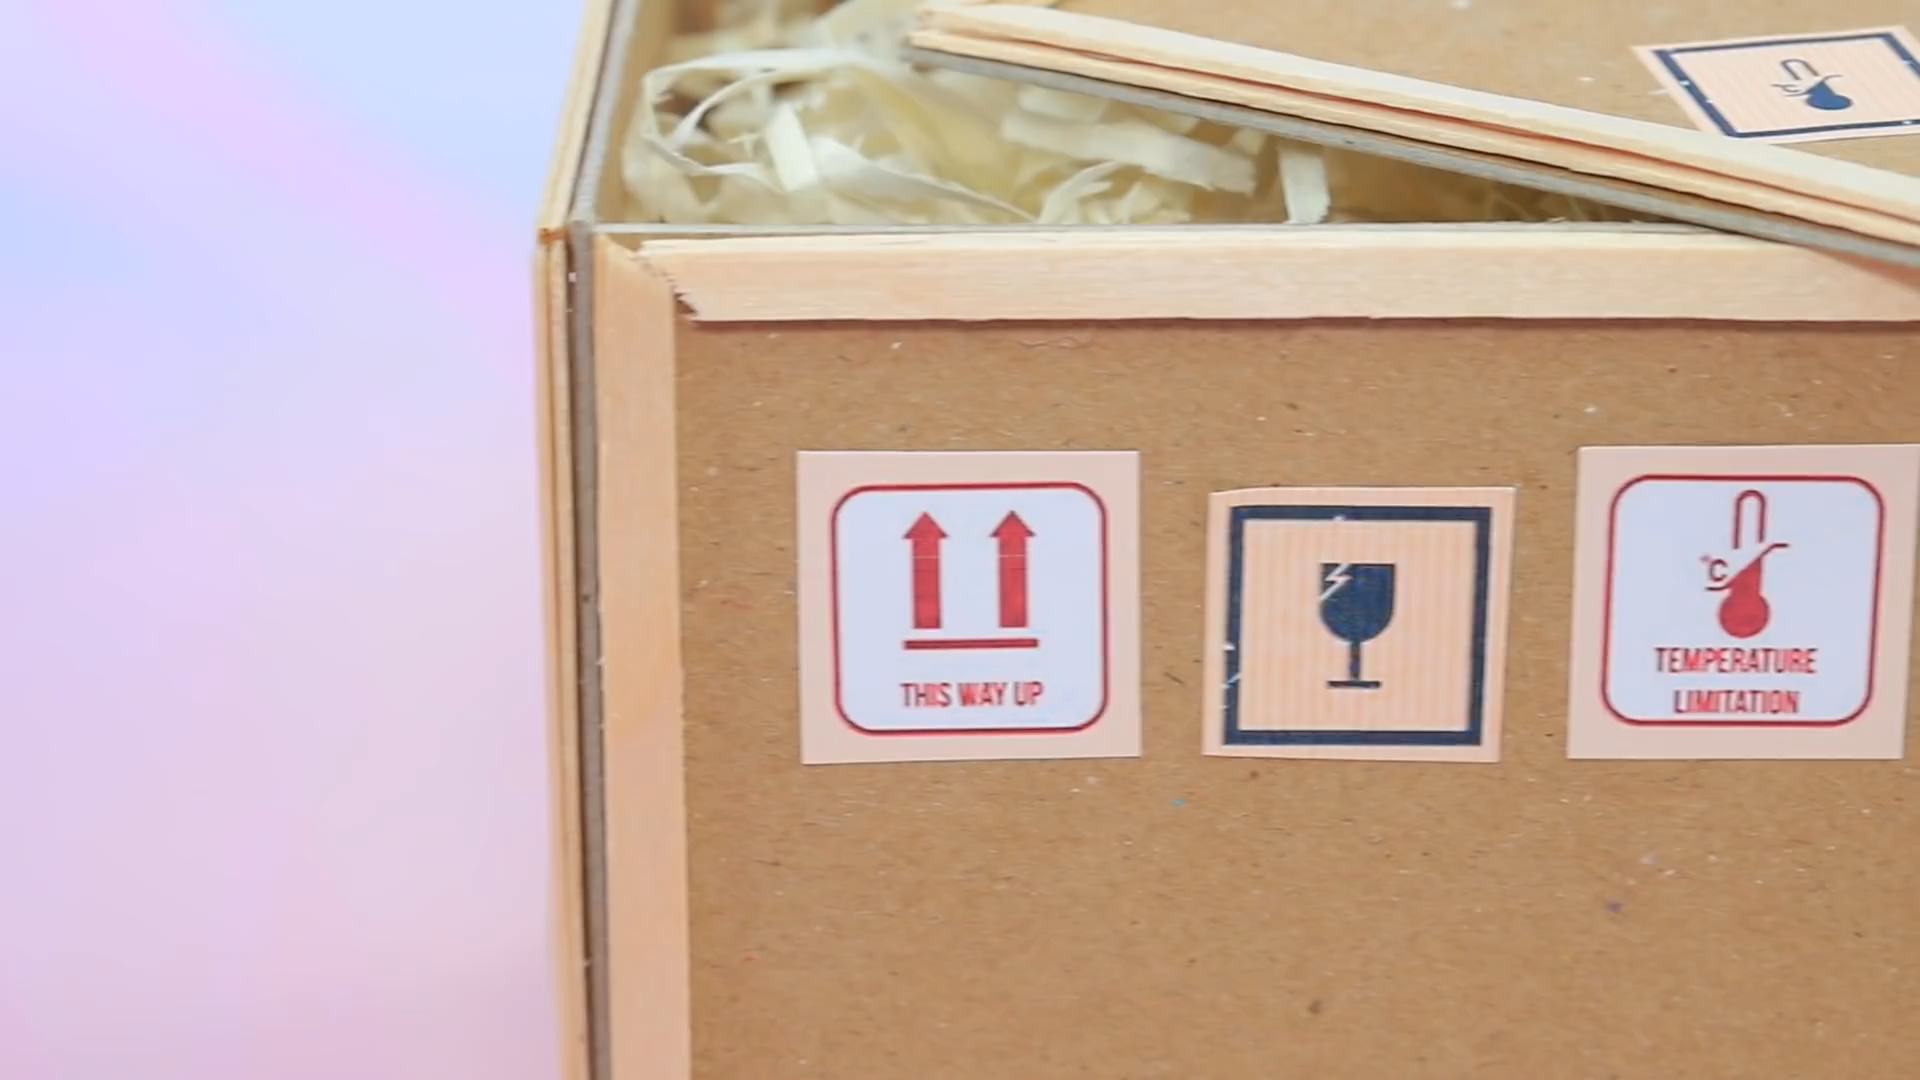 °C
THIS WAY UP
°C
TEMPERATURE
LIMITATION